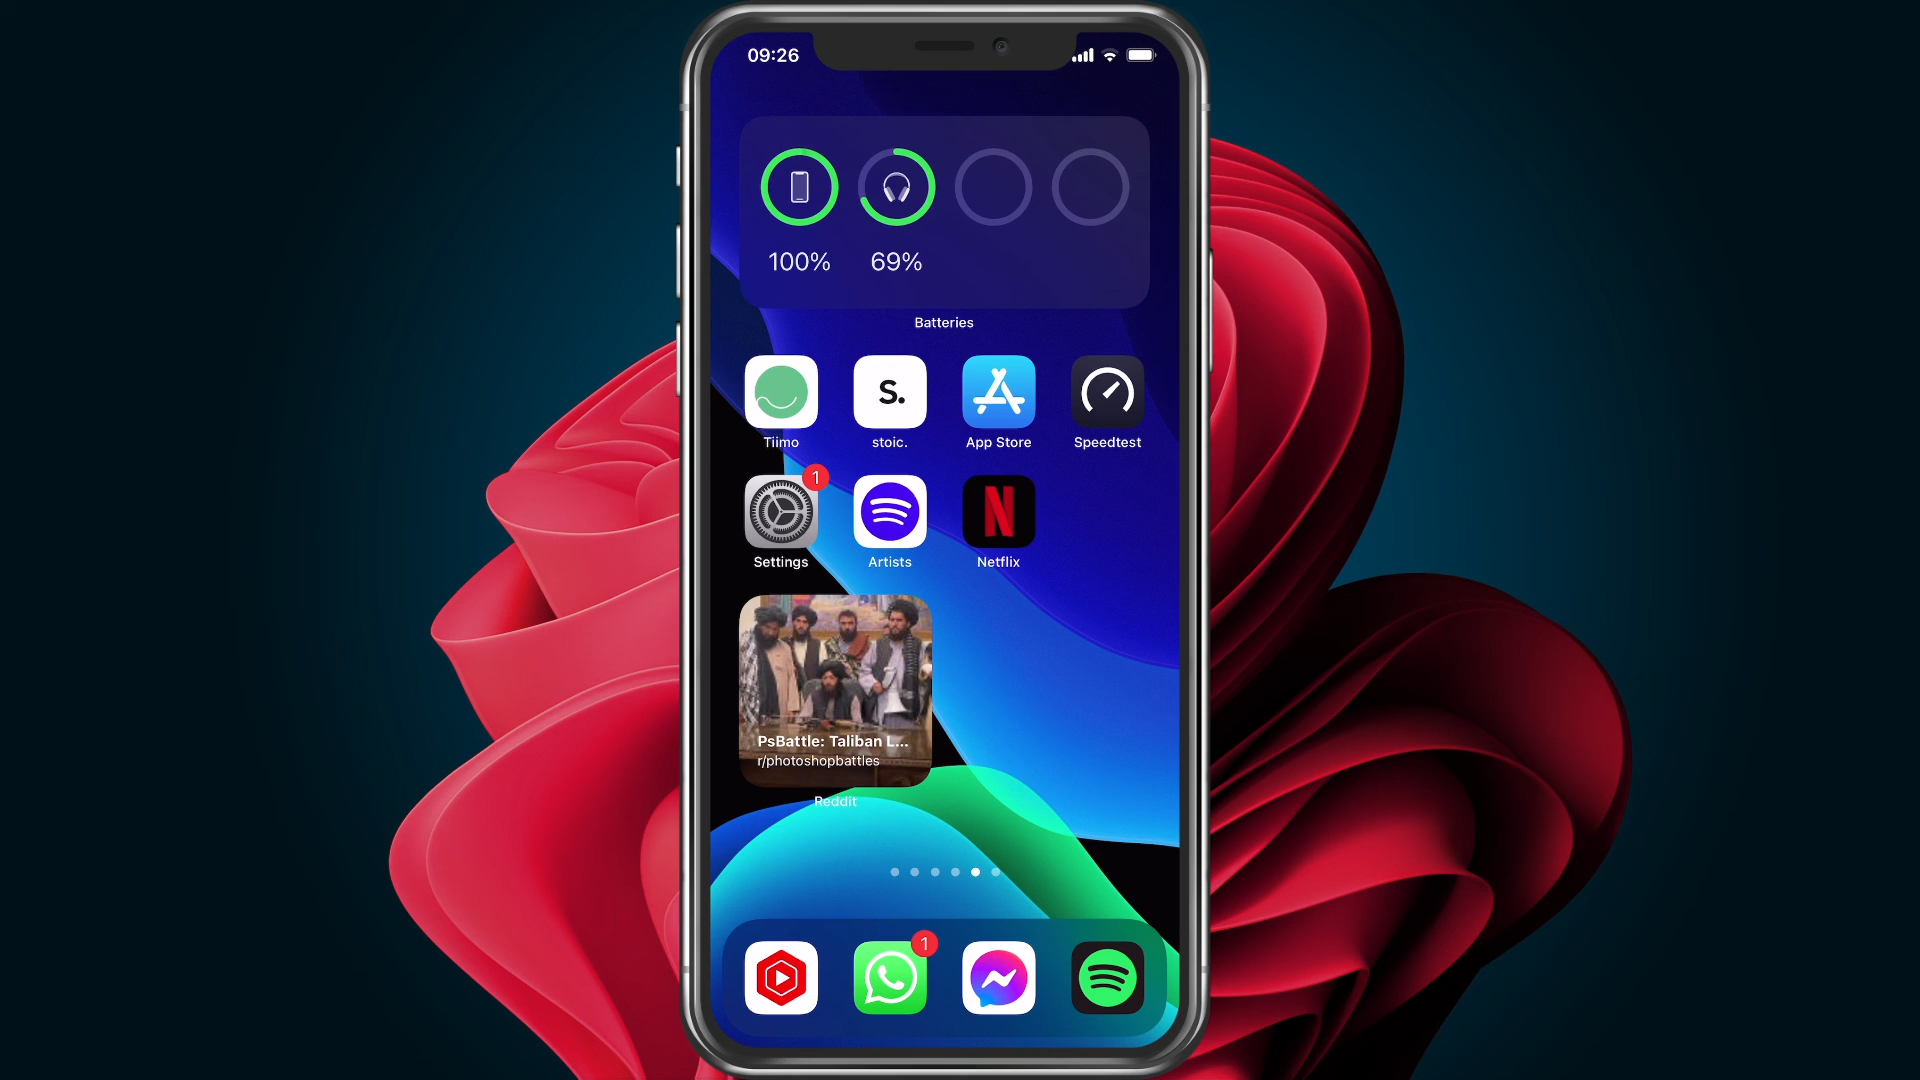 09:26
100% 69%
Batteries
S.
Tiimo stoic. App Store Speedtest
1
N
Settings Artists Netflix
PsBattle: Taliban L...
r/photoshopbattles
Reddit
1